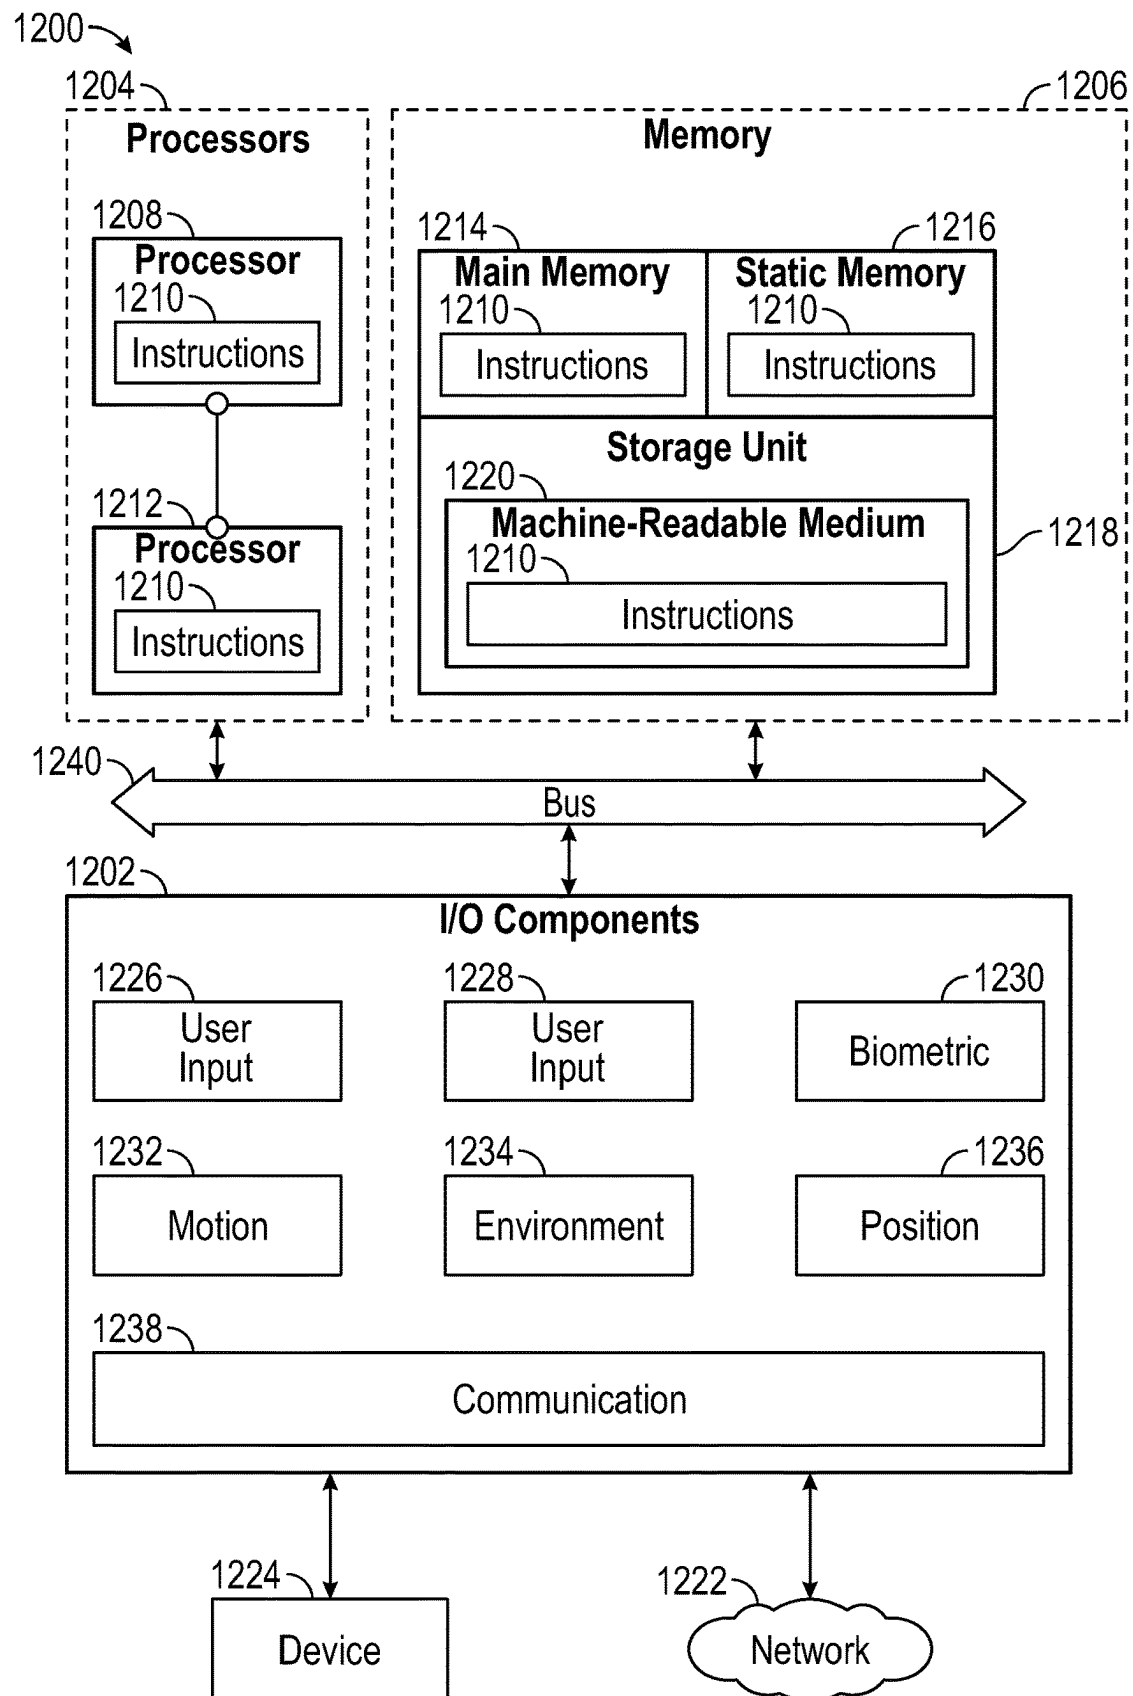 1200
1204
1206
Processors
Memory
1208
1214
1216
Processor
Main Memory
Static Memory
1210
1210
1210
Instructions
Instructions
Instructions
Storage Unit
1220
1212
Machine-Readable Medium
1218
Processor
1210
1210
Instructions
Instructions
1240
Bus
1202
I/O Components
1226
1228
1230
User
Input
User
Input
Biometric
1232
1234
1236
Motion
Environment
Position
1238
Communication
1224
1222
Device
Network